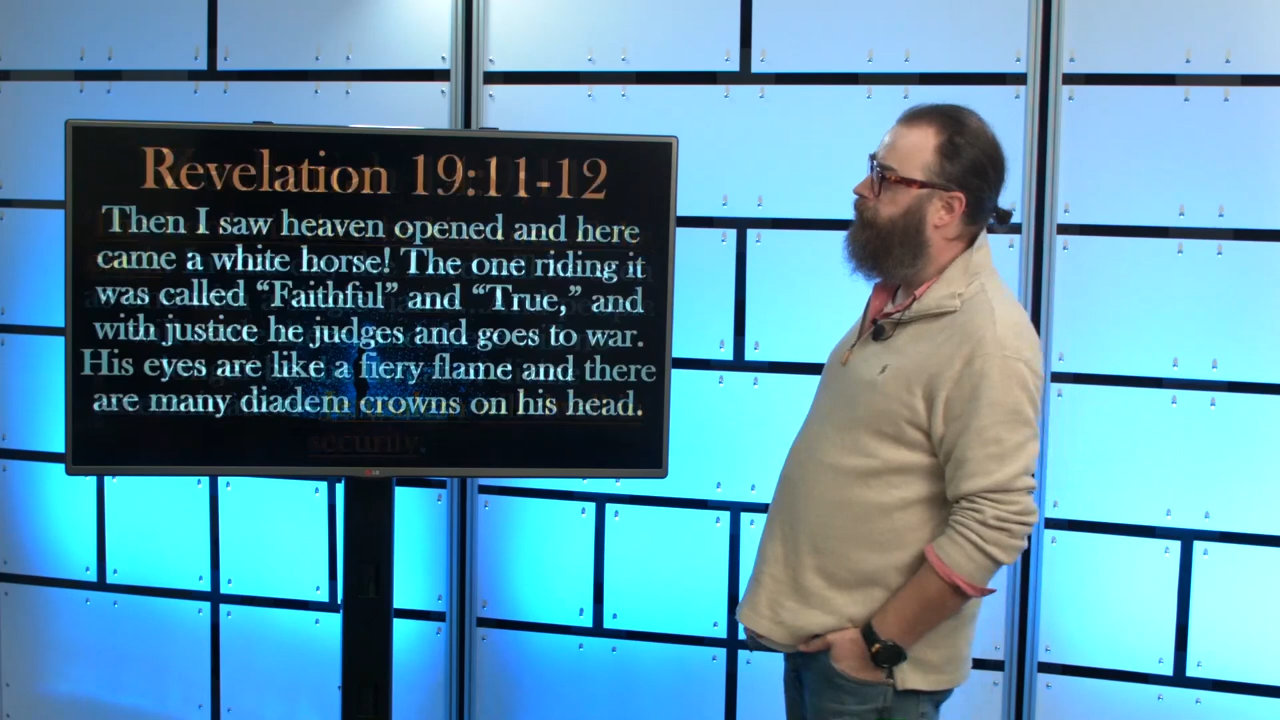 Revelation 19:11-12
Then I saw heaven opened and here
came a white horse! The one riding it
was called “Faithful” and “True,” and
with justice he judges and goes to war.
His eyes are like a fiery flame and there
are many diadem crowns on his head.
security.
LG